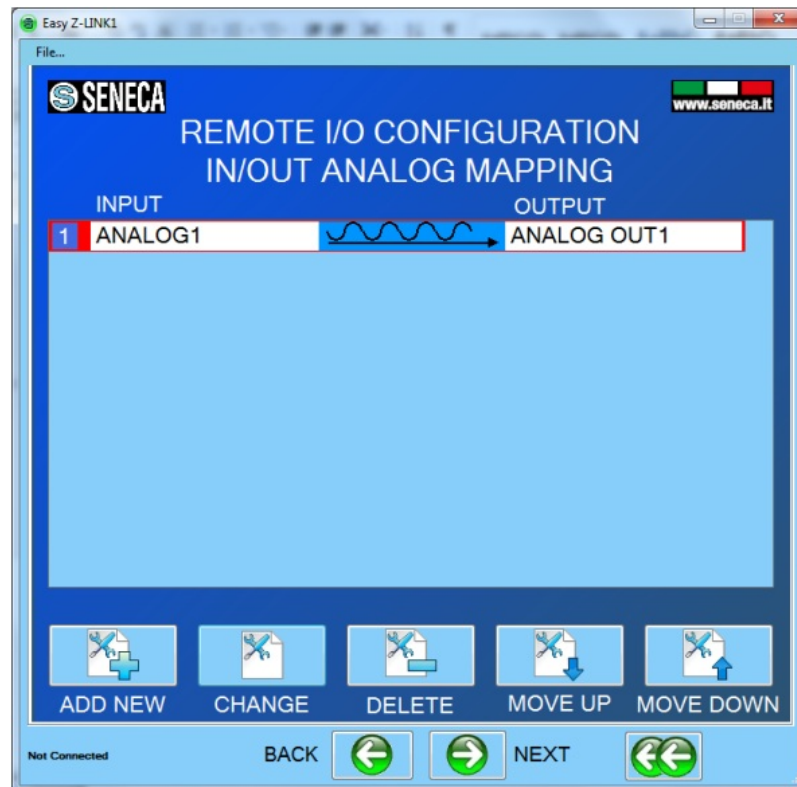 Easy Z-LINK1
File...
SENECA
www.seneca.it
REMOTE I/O CONFIGURATION
IN/OUT ANALOG MAPPING
INPUT OUTPUT
1 ANALOG1 ANALOG OUT1
ADD NEW CHANGE DELETE MOVE UP MOVE DOWN
Not Connected BACK NEXT